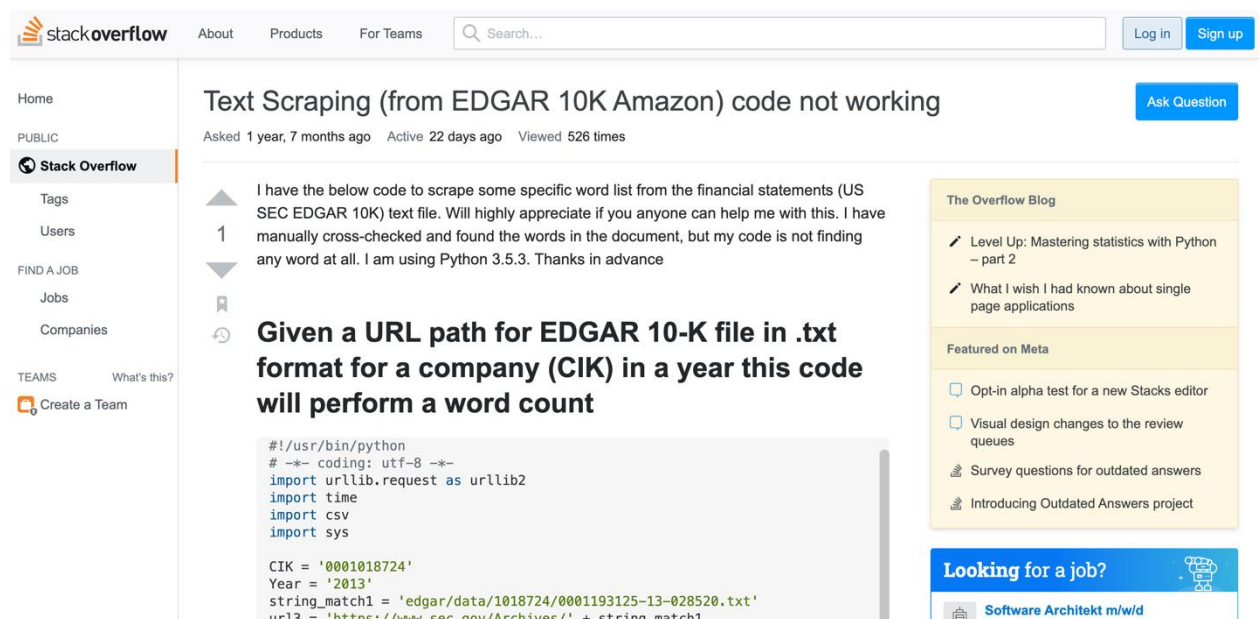 stackoverflow
About
Products
For Teams
Search...
Log in
Sign up
Home
PUBLIC
Stack Overflow
Tags
Users
FIND A JOB
Jobs
Companies
TEAMS
What's this?
Create a Team
Text Scraping (from EDGAR 10K Amazon) code not working
Ask Question
Asked 1 year, 7 months ago Active 22 days ago Viewed 526 times
1
I have the below code to scrape some specific word list from the financial statements (US
SEC EDGAR 10K) text file. Will highly appreciate if you anyone can help me with this. I have
manually cross-checked and found the words in the document, but my code is not finding
any word at all. I am using Python 3.5.3. Thanks in advance
Given a URL path for EDGAR 10-K file in .txt
format for a company (CIK) in a year this code
will perform a word count
#!/usr/bin/python
# -*- coding: utf-8 -*-
import urllib.request as urllib2
import time
import csv
import sys
CIK = '0001018724'
Year = '2013'
string_match1 = 'edgar/data/1018724/0001193125-13-028520.txt'
url3 = 'https://www.sec.gov/Archives/' + string_match1
The Overflow Blog
Level Up: Mastering statistics with Python
– part 2
What I wish I had known about single
page applications
Featured on Meta
Opt-in alpha test for a new Stacks editor
Visual design changes to the review
queues
Survey questions for outdated answers
Introducing Outdated Answers project
Looking for a job?
Software Architekt m/w/d